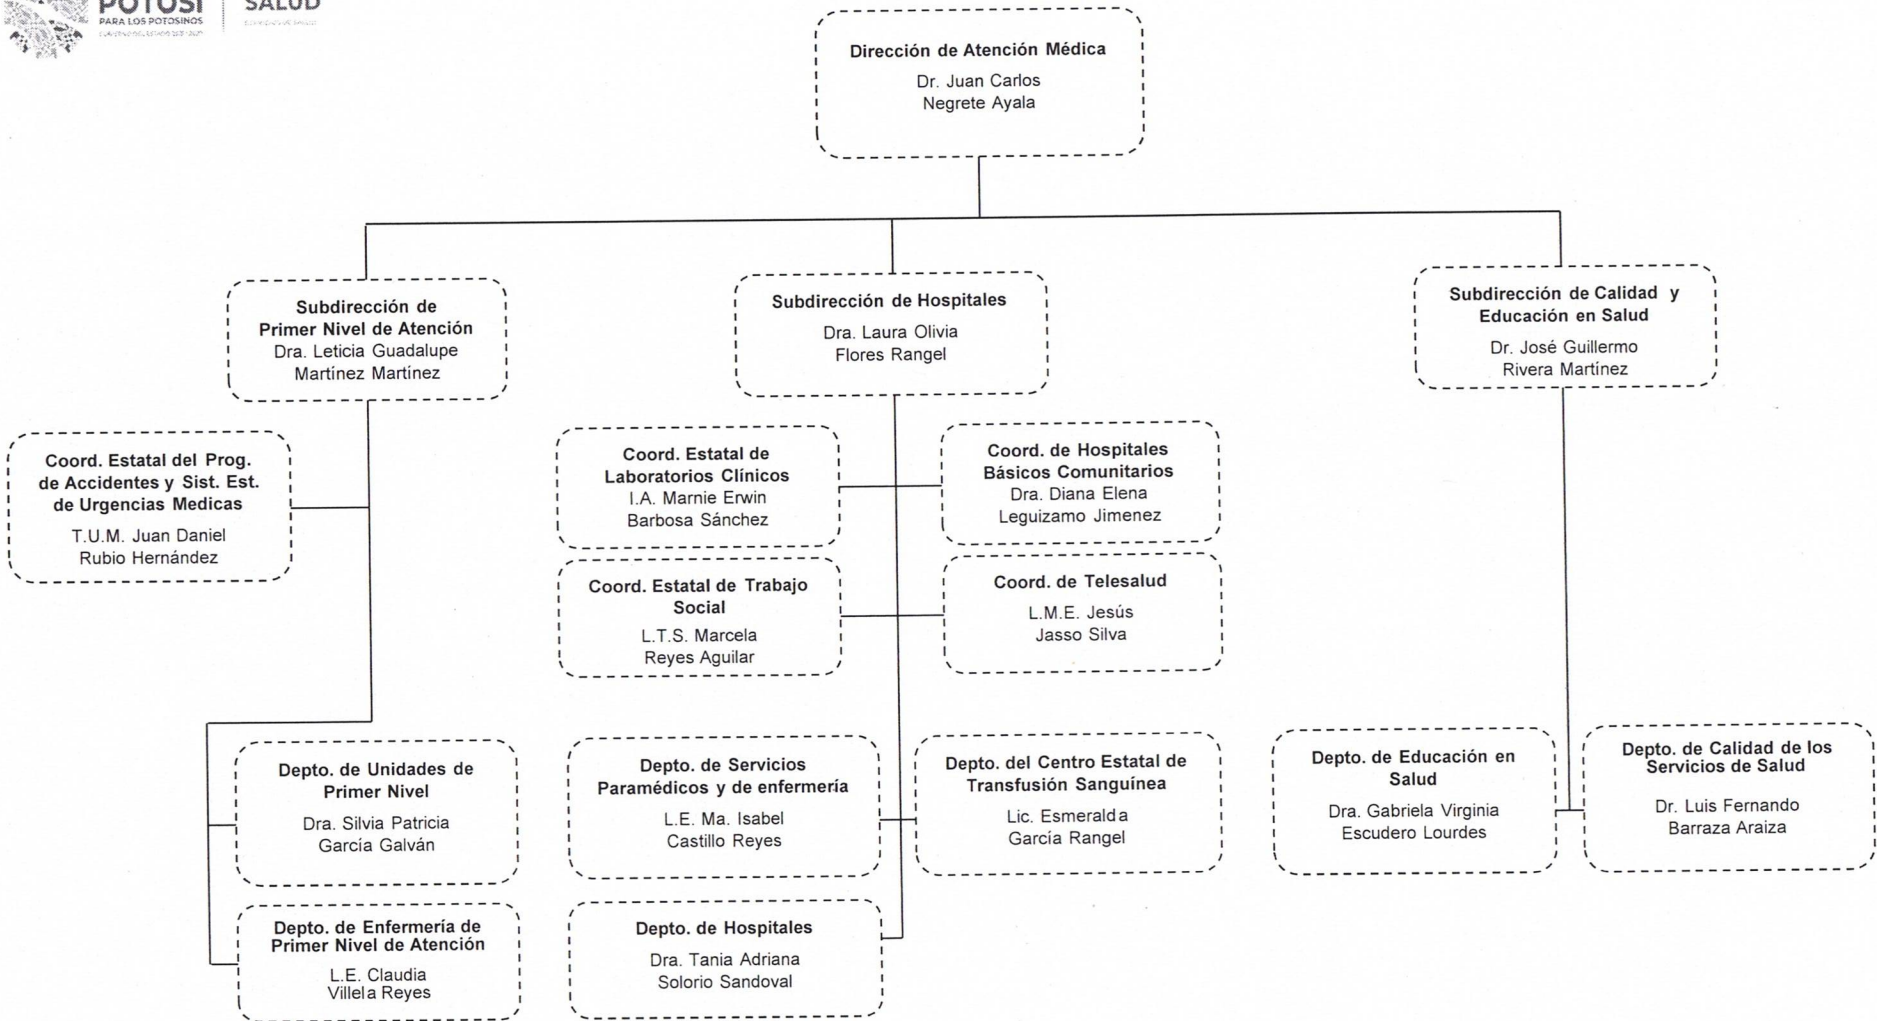 POTOSÍ
PARA LOS POTOSINOS
SALUD
Dirección de Atención Médica
Dr. Juan Carlos
Negrete Ayala
Subdirección de
Primer Nivel de Atención
Dra. Leticia Guadalupe
Martínez Martínez
Subdirección de Hospitales
Dra. Laura Olivia
Flores Rangel
Subdirección de Calidad y
Educación en Salud
Dr. José Guillermo
Rivera Martínez
Coord. Estatal del Prog.
de Accidentes y Sist. Est.
de Urgencias Medicas
T.U.M. Juan Daniel
Rubio Hernández
Coord. Estatal de
Laboratorios Clínicos
I.A. Marnie Erwin
Barbosa Sánchez
Coord. de Hospitales
Básicos Comunitarios
Dra. Diana Elena
Leguizamo Jimenez
Coord. Estatal de Trabajo
Social
L.T.S. Marcela
Reyes Aguilar
Coord. de Telesalud
L.M.E. Jesús
Jasso Silva
Depto. de Unidades de
Primer Nivel
Dra. Silvia Patricia
García Galván
Depto. de Servicios
Paramédicos y de enfermería
L.E. Ma. Isabel
Castillo Reyes
Depto. del Centro Estatal de
Transfusión Sanguínea
Lic. Esmeralda
García Rangel
Depto. de Educación en
Salud
Dra. Gabriela Virginia
Escudero Lourdes
Depto. de Calidad de los
Servicios de Salud
Dr. Luis Fernando
Barraza Araiza
Depto. de Enfermería de
Primer Nivel de Atención
L.E. Claudia
Villela Reyes
Depto. de Hospitales
Dra. Tania Adriana
Solorio Sandoval